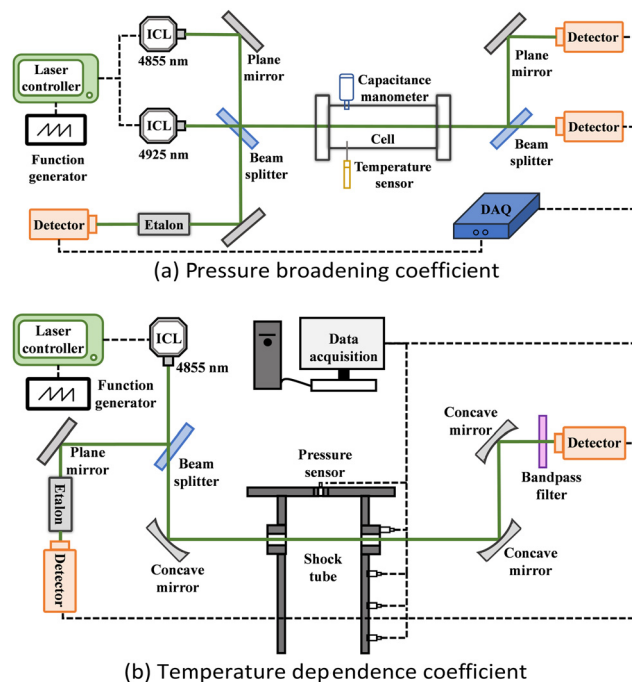 ICL
4855 nm
Laser
controller
Function
generator
ICL
4925 nm
Plane
mirror
Beam
splitter
Capacitance
manometer
Cell
Temperature
sensor
Plane
mirror
Detector
Detector
Beam
splitter
Detector
Etalon
DAQ
(a) Pressure broadening coefficient
Laser
controller
ICL
4855 nm
Function
generator
Plane
mirror
Beam
splitter
Etalon
Detector
Concave
mirror
Data
acquisition
Pressure
sensor
Shock
tube
Concave
mirror
Detector
Bandpass
filter
Concave
mirror
(b) Temperature dependence coefficient